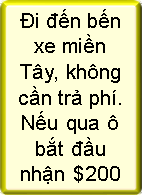 Đi đến bến
xe miền
Tây, không
cần trả phí.
Nếu qua ô
bắt đầu
nhận $200